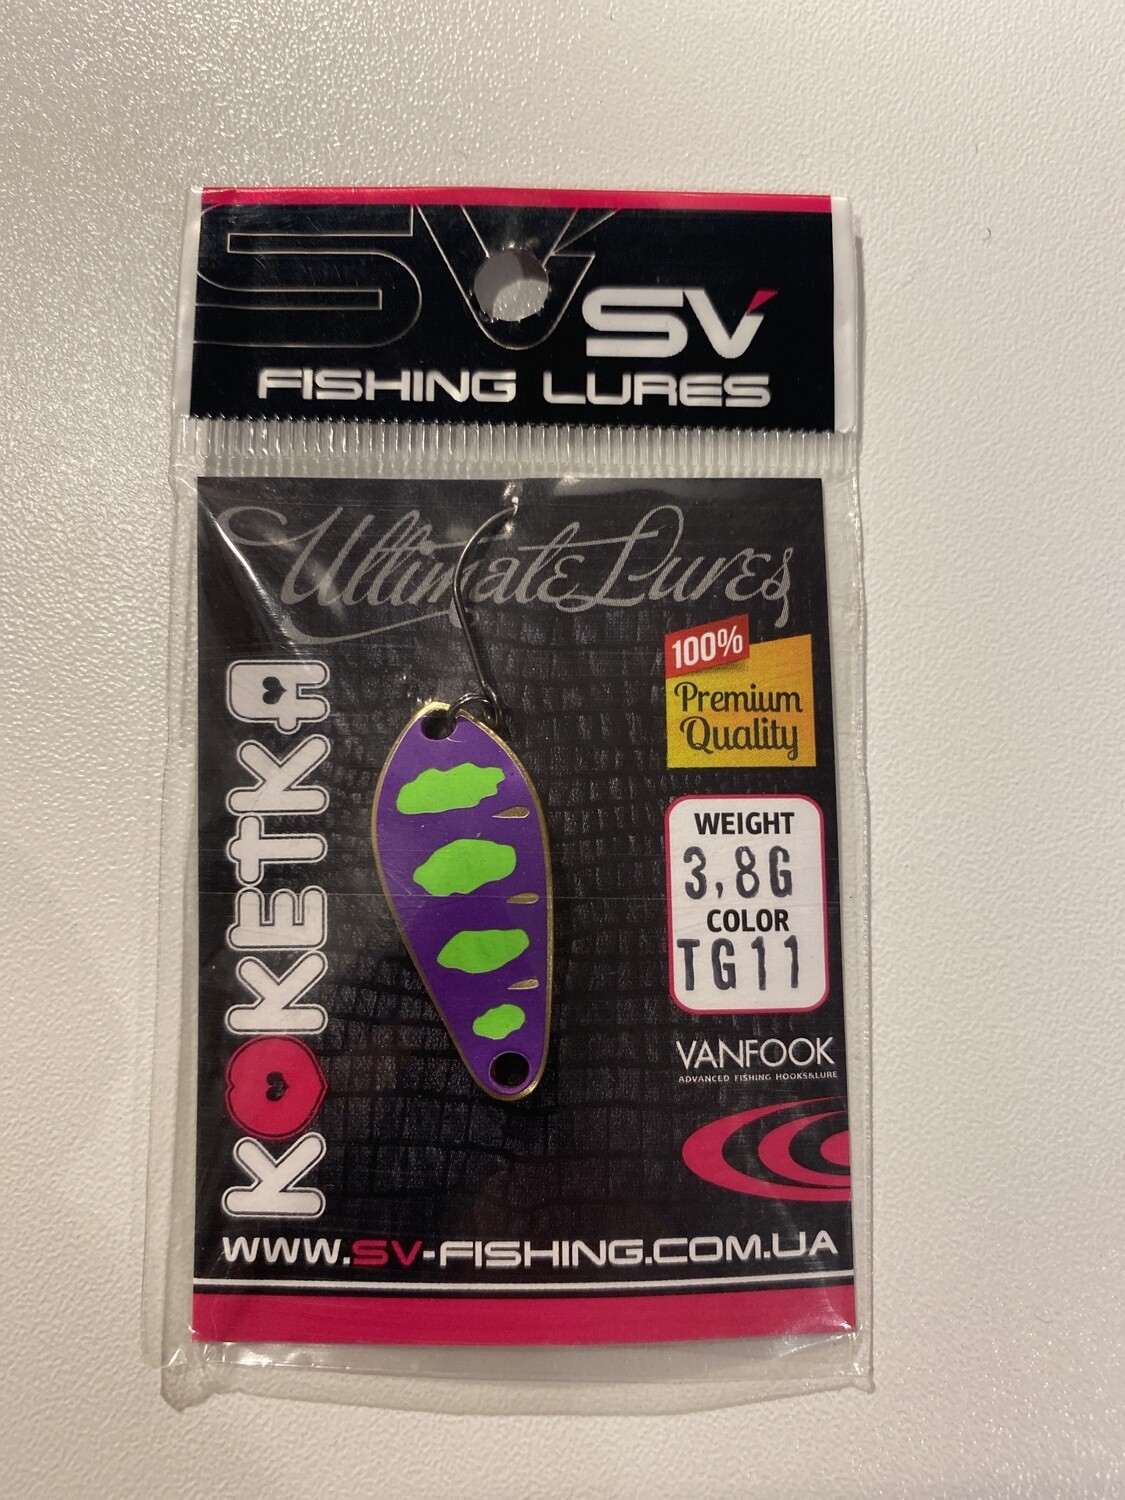 SV
SV
FISHING LURES
Ultimate Lures
100%
Premium
Quality
KOKETKA
WEIGHT
3,8G
COLOR
TG11
VANFOOK
ADVANCED FISHING HOOKS&LURE
WWW.SV-FISHING.COM.UA